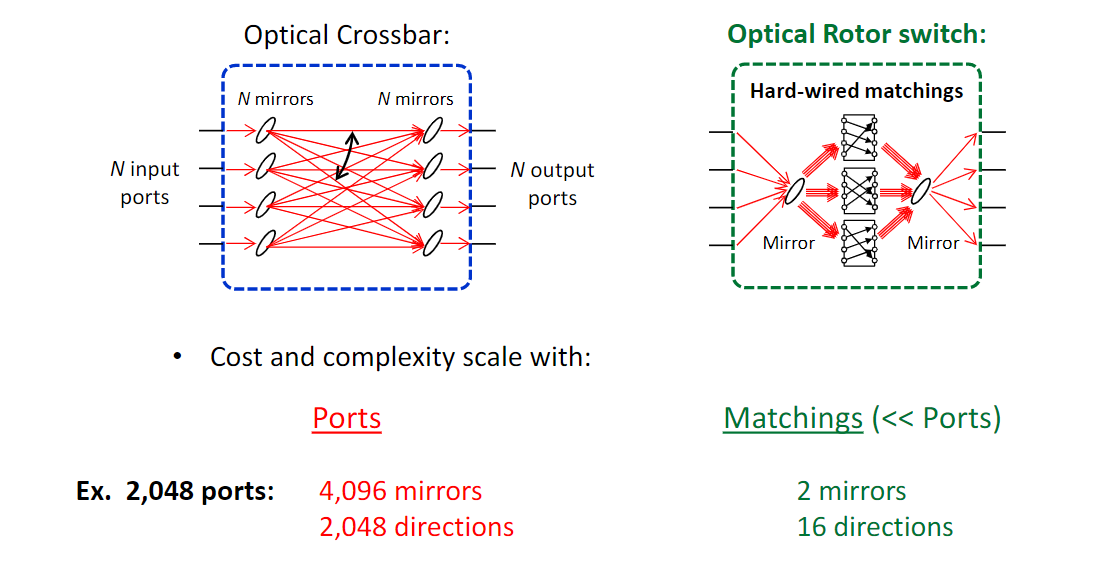 Optical Crossbar:
N mirrors
N mirrors
N input
ports
N output
ports
Optical Rotor switch:
Hard-wired matchings
Mirror
Mirror
• Cost and complexity scale with:
Ports
Matchings (<< Ports)
Ex. 2,048 ports:
4,096 mirrors
2 mirrors
2,048 directions
16 directions